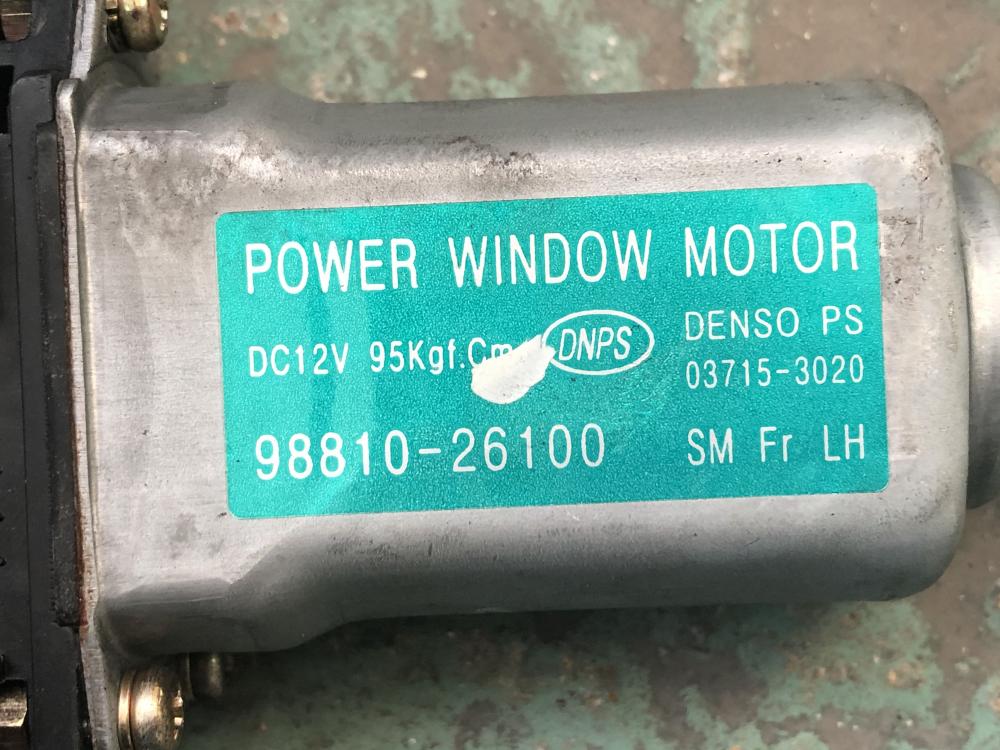 POWER WINDOW MOTOR
DC12V 95Kgf.Cm DNPS DENSO PS
03715-3020
98810-26100 SM Fr LH